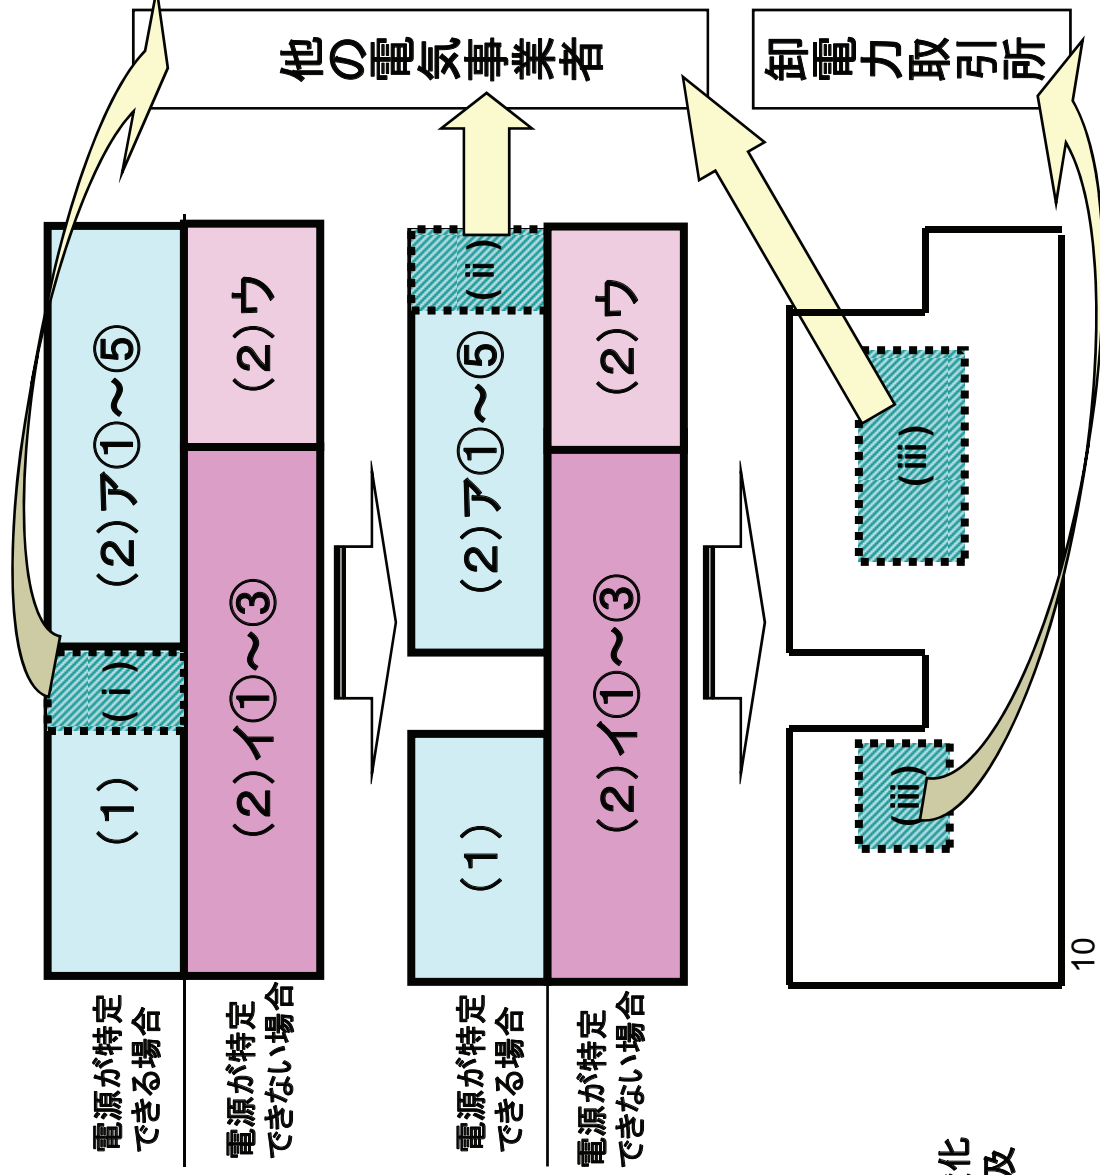 電源が特定
できる場合
(1)
(ⅰ)
(2)ア①~⑤
電源が特定
できない場合
(2)イ①~③
(2)ウ
他の電気事業者
電源が特定
できる場合
(1)
(2)ア①~⑤
(ⅱ)
電源が特定
できない場合
(2)イ①~③
(2)ウ
(ⅲ)
(ⅲ)
卸電力取引所
化
及
10